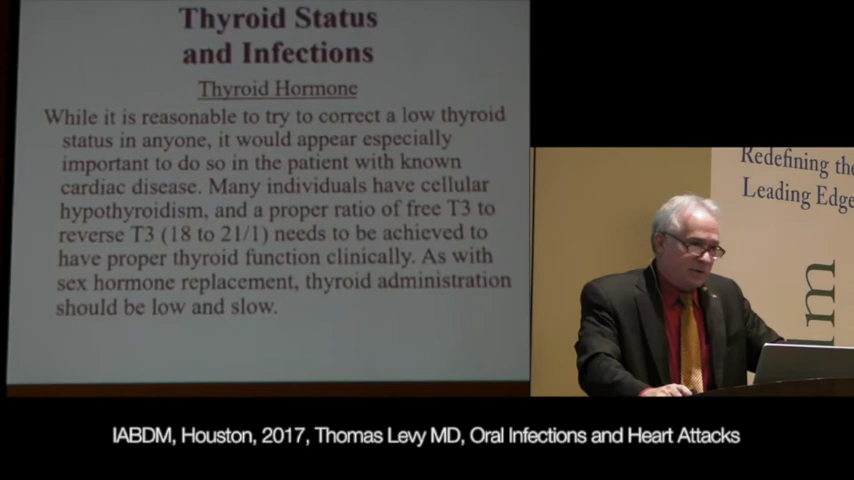 Thyroid Status
and Infections
Thyroid Hormone
While it is reasonable to try to correct a low thyroid
status in anyone, it would appear especially
important to do so in the patient with known
cardiac disease. Many individuals have cellular
hypothyroidism, and a proper ratio of free T3 to
reverse T3 (18 to 21/1) needs to be achieved to
have proper thyroid function clinically. As with
sex hormone replacement, thyroid administration
should be low and slow.
Redefining the
Leading Edge
IABDM, Houston, 2017, Thomas Levy MD, Oral Infections and Heart Attacks